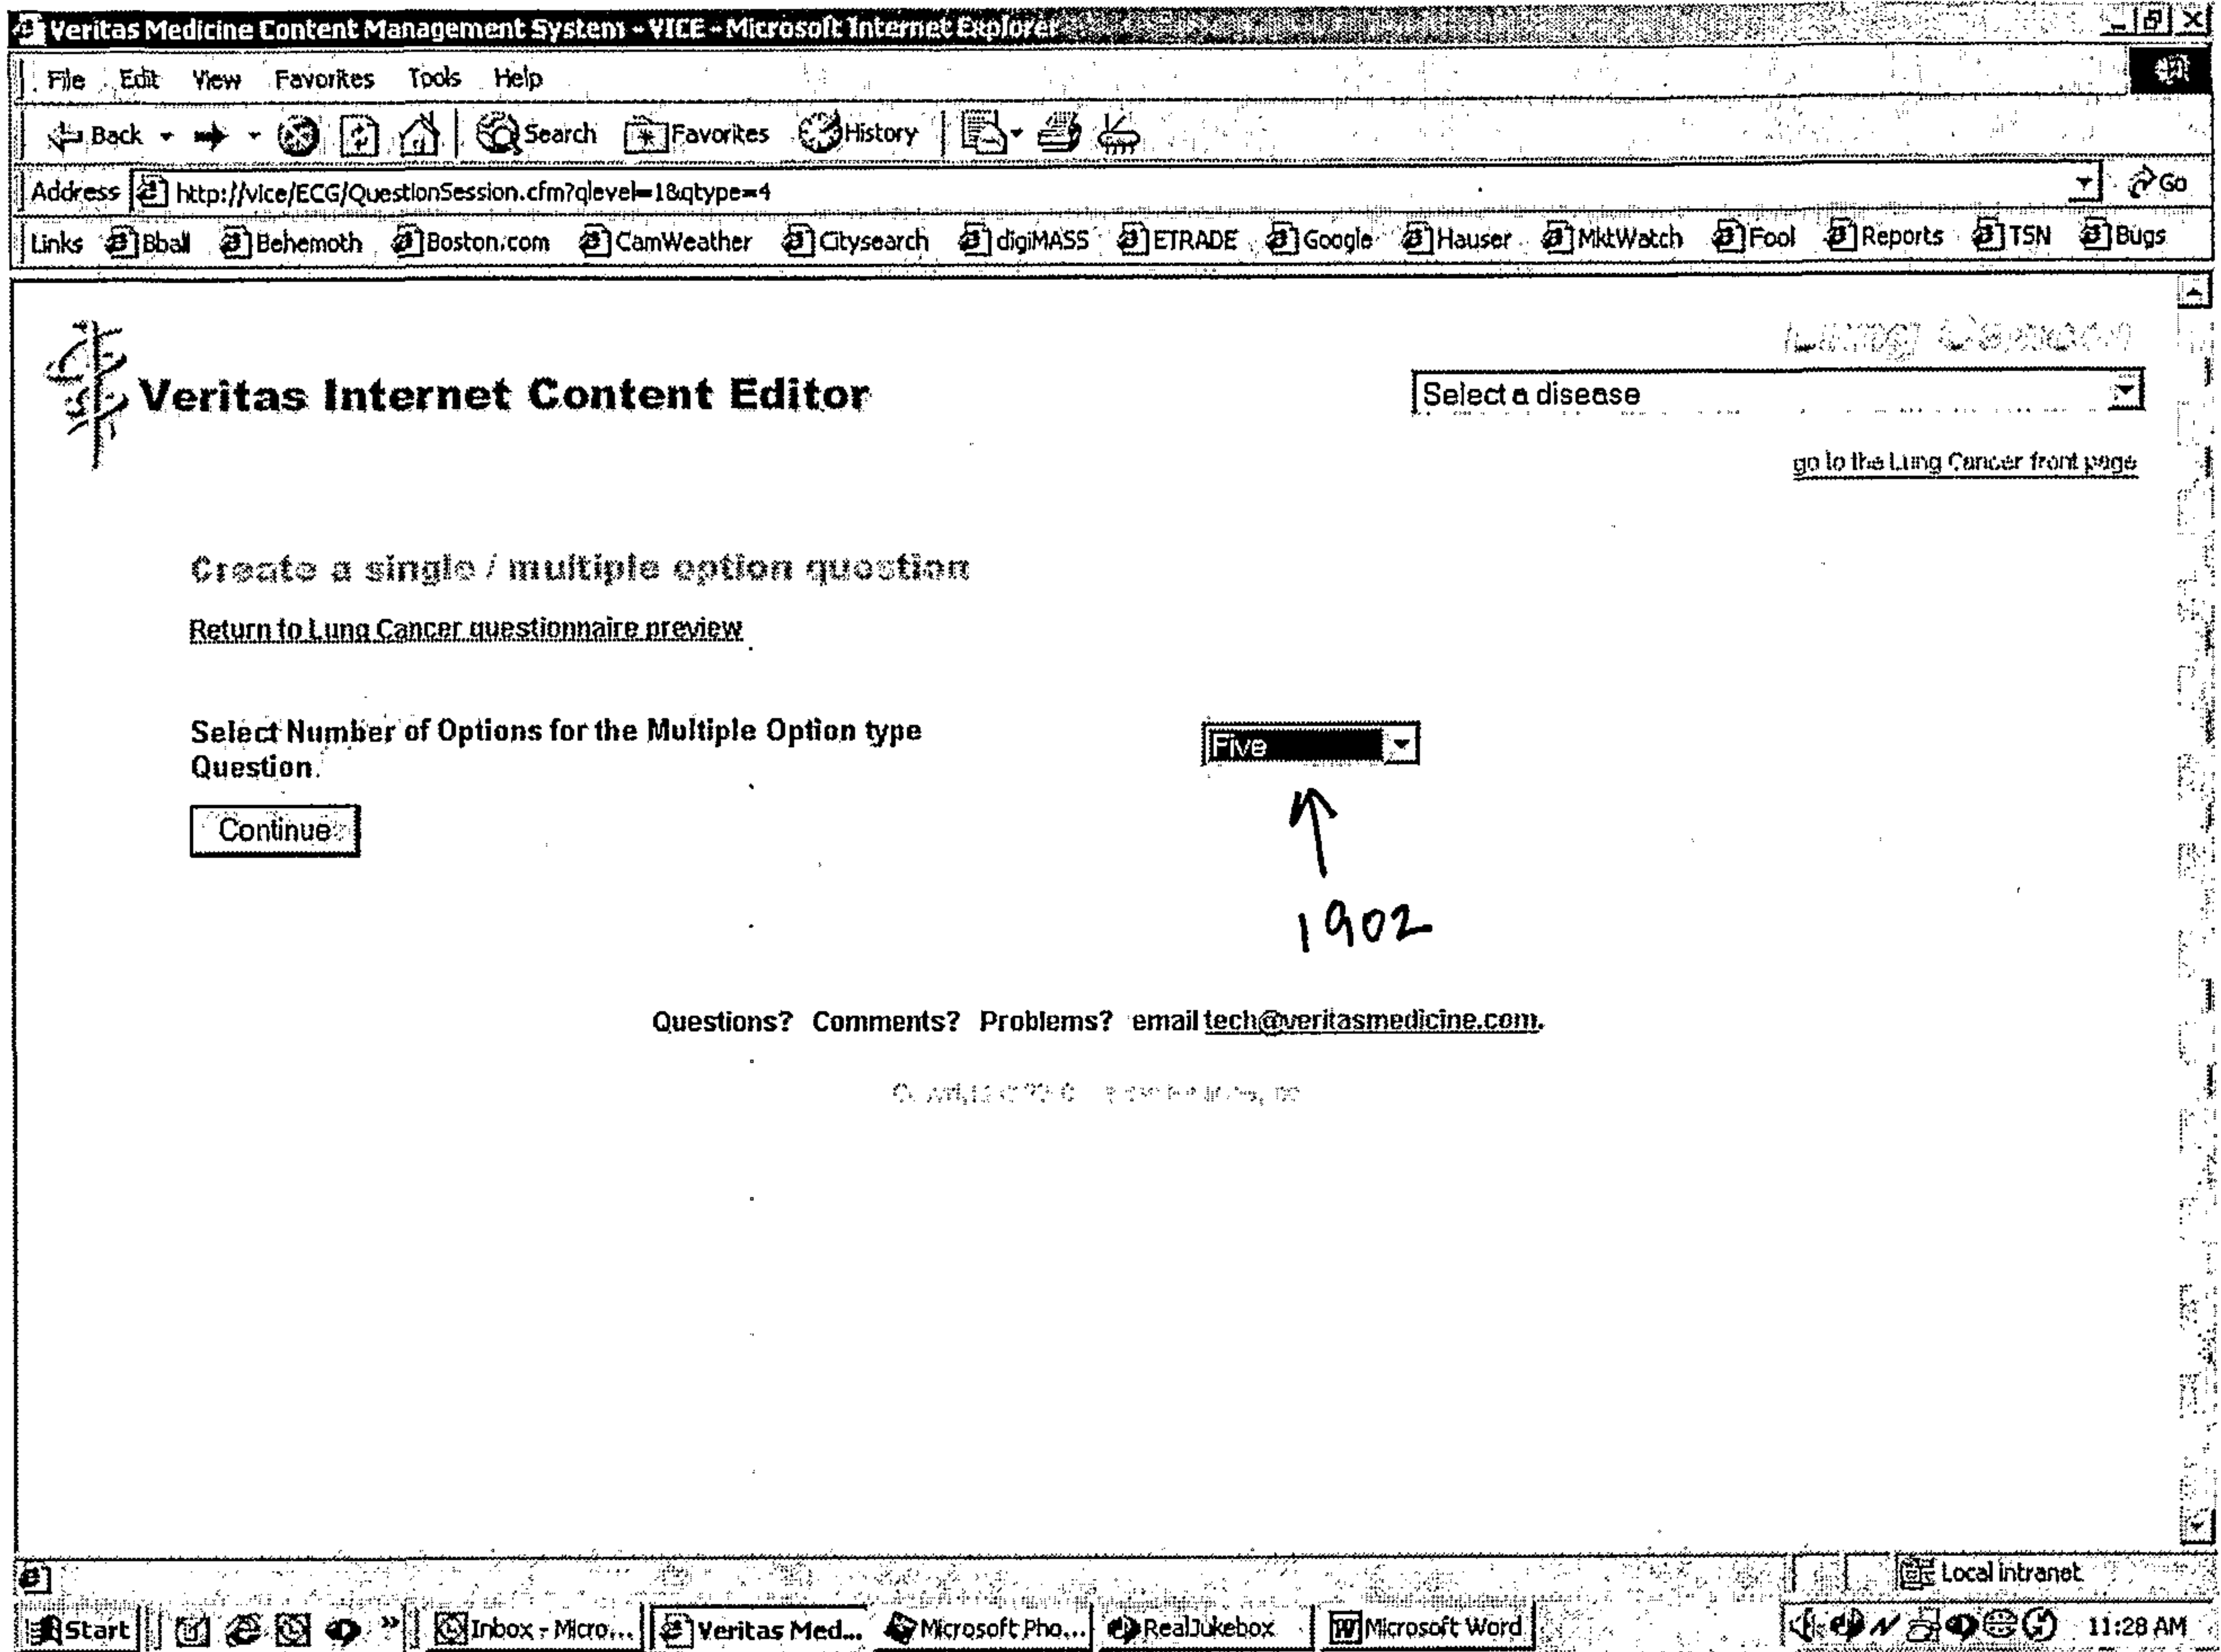 Veritas Medicine Content Management System - VICE - Microsoft Internet Explorer
File Edit View Favorites Tools Help
Back Search Favorites History
Address http://vice/ECG/QuestionSession.cfm?qlevel=1&qtype=4 Go
Links Bball Behemoth Boston.com CamWeather Citysearch digiMASS ETRADE Google Hauser MktWatch Fool Reports TSN Bugs
Lung Cancer
Veritas Internet Content Editor
Select a disease
go to the Lung Cancer front page
Create a single / multiple option question
Return to Lung Cancer questionnaire preview
Select Number of Options for the Multiple Option type
Question.
Five
Continue
1902
Questions? Comments? Problems? email tech@veritasmedicine.com.
Local intranet
Start Inbox - Micro... Veritas Med... Microsoft Pho... RealJukebox Microsoft Word 11:28 AM